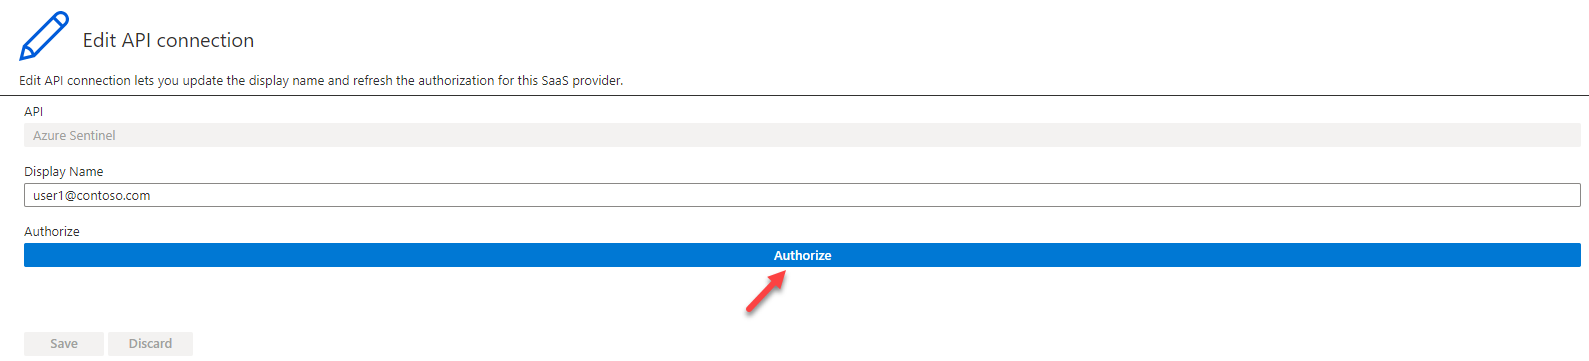 Edit API connection
Edit API connection lets you update the display name and refresh the authorization for this SaaS provider.
API
Azure Sentinel
Display Name
user1@contoso.com
Authorize
Authorize
Save Discard